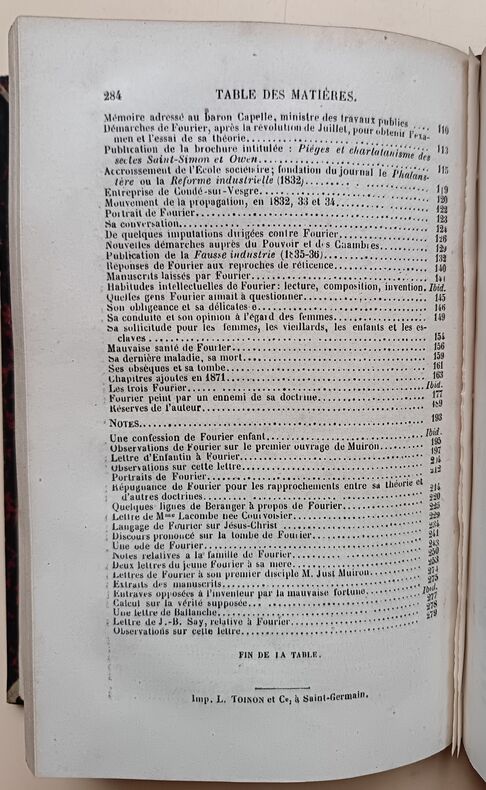 284 TABLE DES MATIÈRES.
Mémoire adressé au baron Capelle, ministre des travaux publics .... 110
Démarches de Fourier, après la révolution de Juillet, pour obtenir l'exa-
men et l'essai de sa théorie.
Publication de la brochure intitulée : Piéges et charlatanisme des 113
sectes Saint-Simon et Owen
Accroissement de l'Ecole sociétaire; fondation du journal le Phalans- 115
tère ou la Reforme industrielle (1832)
Entreprise de Condé-sur-Vesgre 119
Mouvement de la propagation, en 1832, 33 et 34 120
Portrait de Fourier 122
Sa conversation 123
De quelques imputations dirigées contre Fourier 124
Nouvelles démarches auprès du Pouvoir et des Chambres 126
Publication de la Fausse industrie (1835-36) 129
Réponses de Fourier aux reproches de réticence 132
Manuscrits laissés par Fourier 140
Habitudes intellectuelles de Fourier: lecture, composition, invention. Ibid.
Quelles gens Fourier aimait à questionner 145
Son obligeance et sa délicatesse 146
Sa conduite et son opinion à l'égard des femmes 149
Sa sollicitude pour les femmes, les vieillards, les enfants et les es-
claves 154
Mauvaise santé de Fourier 156
Sa dernière maladie, sa mort 159
Ses obsèques et sa tombe 161
Chapitres ajoutés en 1871 163
Les trois Fourier Ibid.
Fourier peint par un ennemi de sa doctrine 177
Réserves de l'auteur 189
NOTES 193
Une confession de Fourier enfant Ibid.
Observations de Fourier sur le premier ouvrage de Muiron 195
Lettre d'Enfantin à Fourier 197
Observations sur cette lettre
Portraits de Fourier 212
Répugnance de Fourier pour les rapprochements entre sa théorie et
d'autres doctrines 214
Quelques lignes de Béranger à propos de Fourier 220
Lettre de Mme Lacombe née Courvoisier 225
Langage de Fourier sur Jésus-Christ 229
Discours prononcé sur la tombe de Fourier 234
Une ode de Fourier 241
Notes relatives a la famille de Fourier 243
Deux lettres du jeune Fourier à sa mère 250
Lettres de Fourier à son premier disciple M. Just Muiron 253
Extraits des manuscrits 274
Entraves opposées à l'inventeur par la mauvaise fortune 275
Calcul sur la vérité supposée Ibid.
Une lettre de Ballanche 277
Lettre de J.-B. Say, relative à Fourier 278
Observations sur cette lettre 279
FIN DE LA TABLE.
Imp. L. TOINON et Ce, à Saint-Germain.